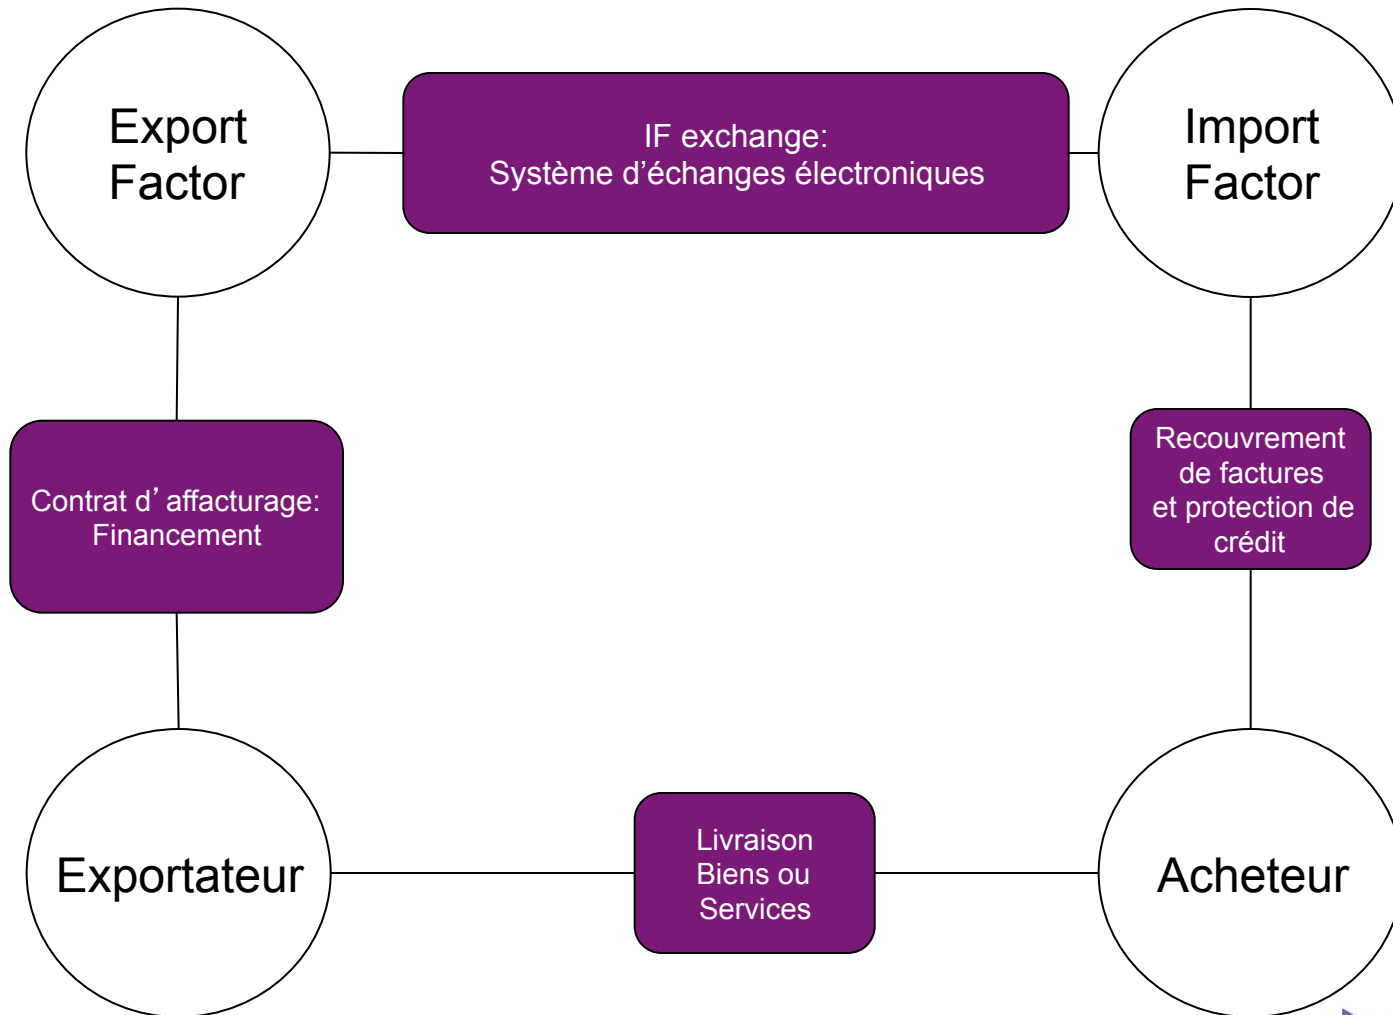 Export
Factor
IF exchange:
Système d’échanges électroniques
Import
Factor
Contrat d’ affacturage:
Financement
Recouvrement
de factures
et protection de
crédit
Exportateur
Livraison
Biens ou
Services
Acheteur